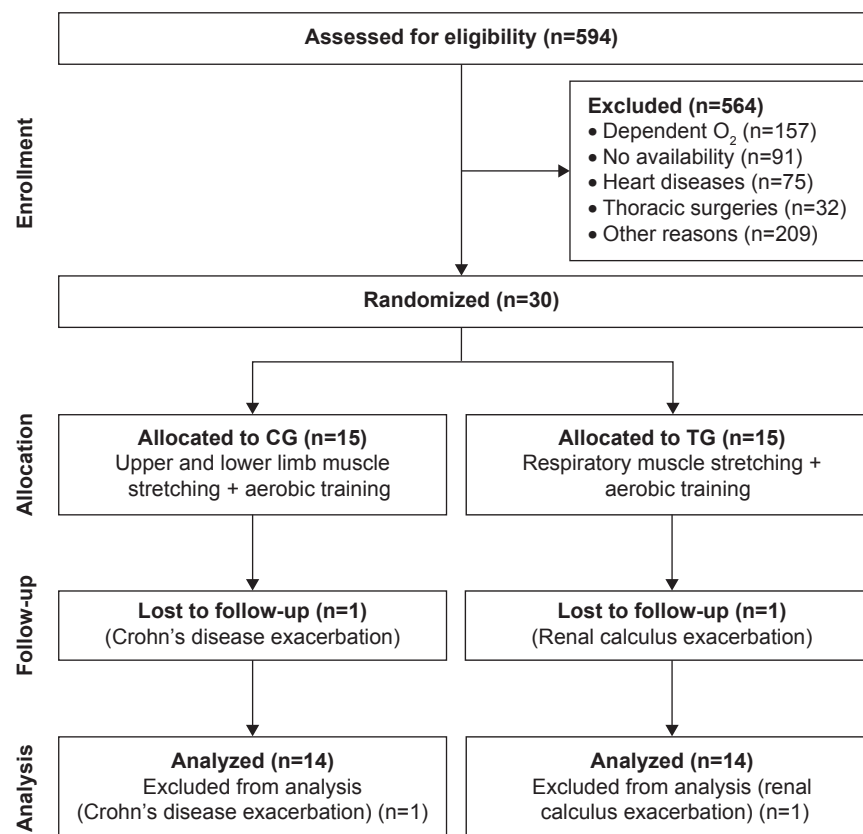 Assessed for eligibility (n=594)
Enrollment
Excluded (n=564)
• Dependent O₂ (n=157)
• No availability (n=91)
• Heart diseases (n=75)
• Thoracic surgeries (n=32)
• Other reasons (n=209)
Randomized (n=30)
Allocation
Allocated to CG (n=15)
Upper and lower limb muscle
stretching + aerobic training
Allocated to TG (n=15)
Respiratory muscle stretching +
aerobic training
Follow-up
Lost to follow-up (n=1)
(Crohn’s disease exacerbation)
Lost to follow-up (n=1)
(Renal calculus exacerbation)
Analysis
Analyzed (n=14)
Excluded from analysis
(Crohn’s disease exacerbation) (n=1)
Analyzed (n=14)
Excluded from analysis (renal
calculus exacerbation) (n=1)